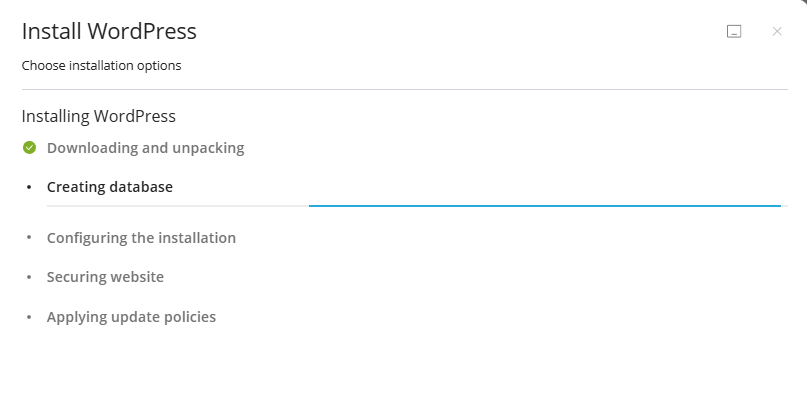 Install WordPress
Choose installation options
Installing WordPress
Downloading and unpacking
Creating database
Configuring the installation
Securing website
Applying update policies